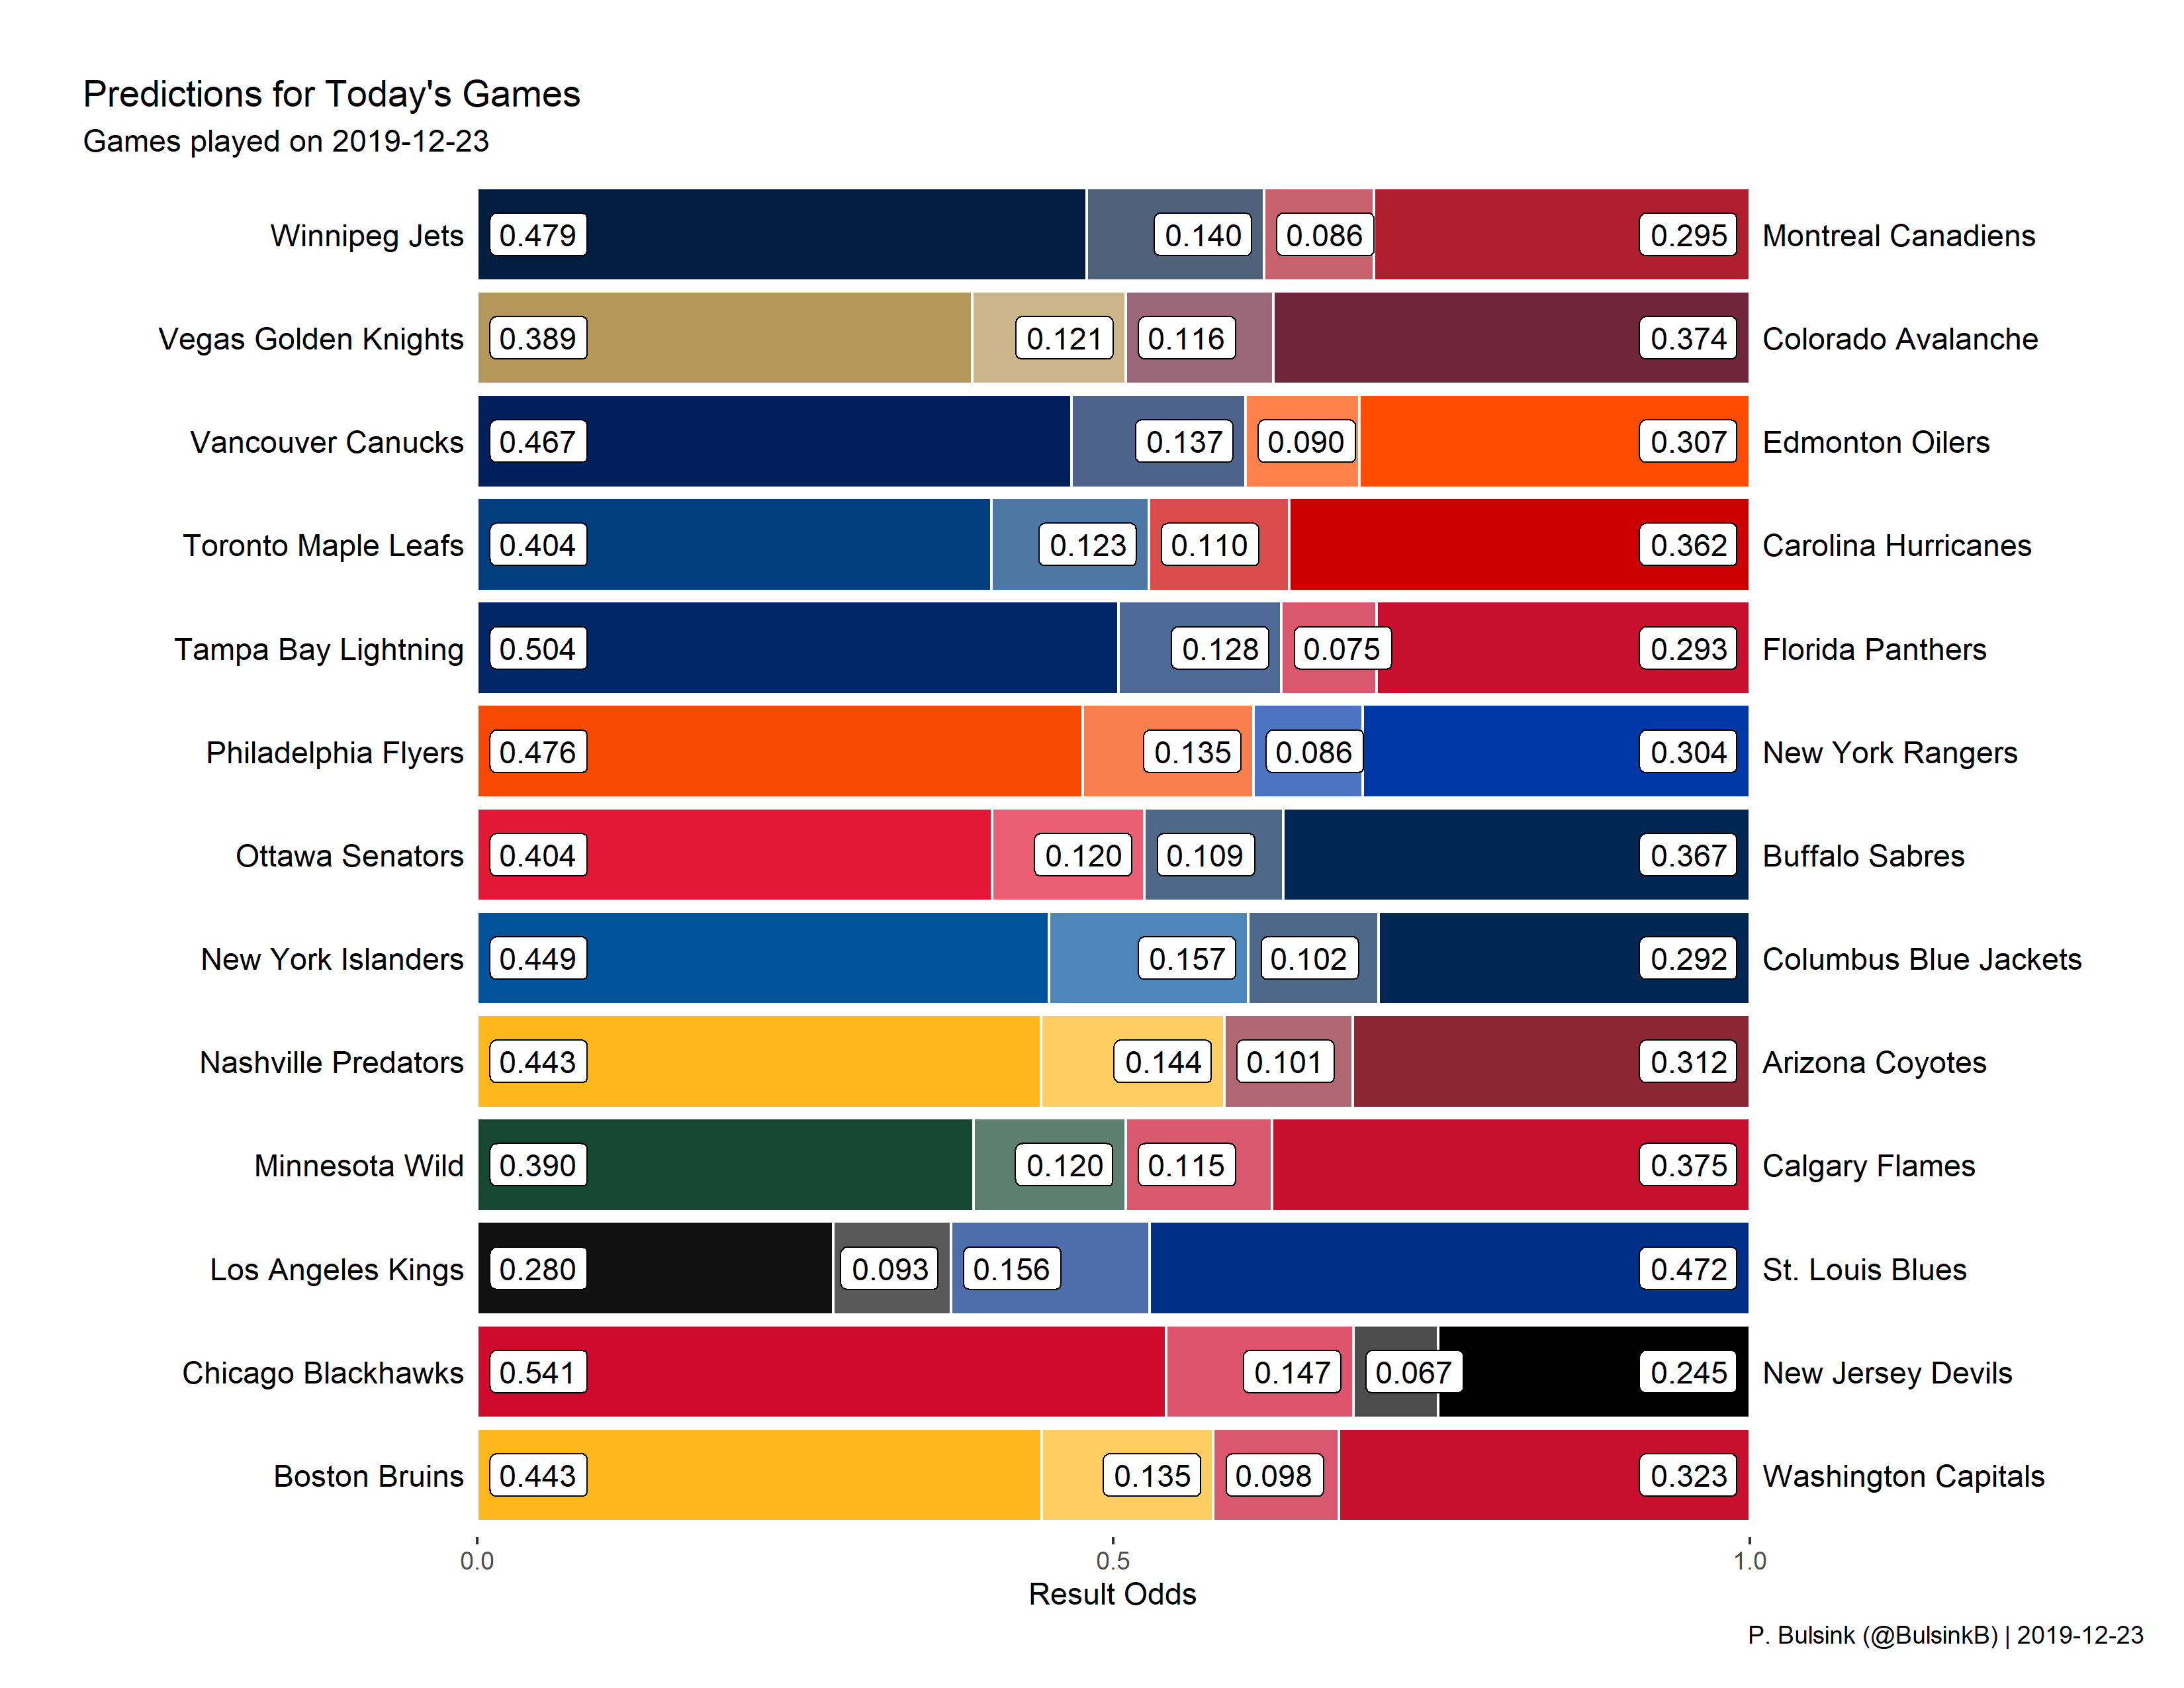 Predictions for Today's Games
Games played on 2019-12-23
Winnipeg Jets 0.479 0.140 0.086 0.295 Montreal Canadiens
Vegas Golden Knights 0.389 0.121 0.116 0.374 Colorado Avalanche
Vancouver Canucks 0.467 0.137 0.090 0.307 Edmonton Oilers
Toronto Maple Leafs 0.404 0.123 0.110 0.362 Carolina Hurricanes
Tampa Bay Lightning 0.504 0.128 0.075 0.293 Florida Panthers
Philadelphia Flyers 0.476 0.135 0.086 0.304 New York Rangers
Ottawa Senators 0.404 0.120 0.109 0.367 Buffalo Sabres
New York Islanders 0.449 0.157 0.102 0.292 Columbus Blue Jackets
Nashville Predators 0.443 0.144 0.101 0.312 Arizona Coyotes
Minnesota Wild 0.390 0.120 0.115 0.375 Calgary Flames
Los Angeles Kings 0.280 0.093 0.156 0.472 St. Louis Blues
Chicago Blackhawks 0.541 0.147 0.067 0.245 New Jersey Devils
Boston Bruins 0.443 0.135 0.098 0.323 Washington Capitals
0.0 0.5 1.0
Result Odds
P. Bulsink (@BulsinkB) | 2019-12-23